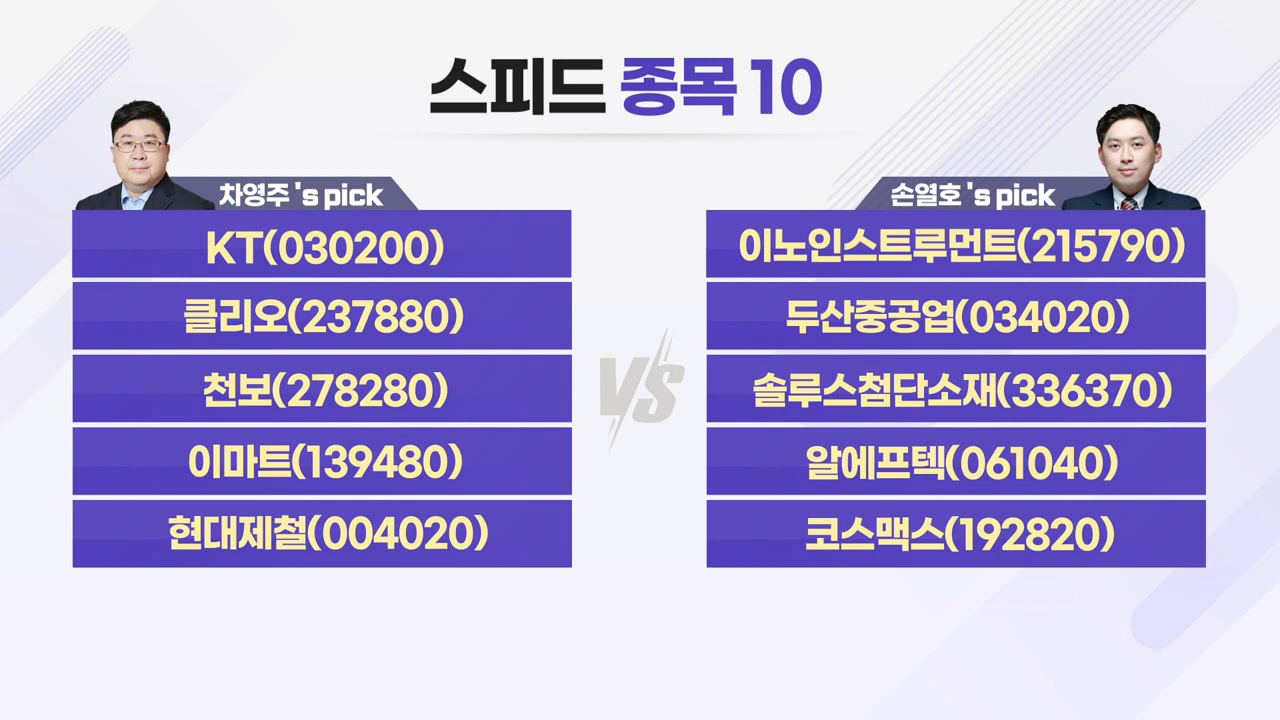 스피드 종목 10
차영주 's pick
KT(030200)
클리오(237880)
천보(278280)
이마트(139480)
현대제철(004020)
VS
손열호 's pick
이노인스트루먼트(215790)
두산중공업(034020)
솔루스첨단소재(336370)
알에프텍(061040)
코스맥스(192820)